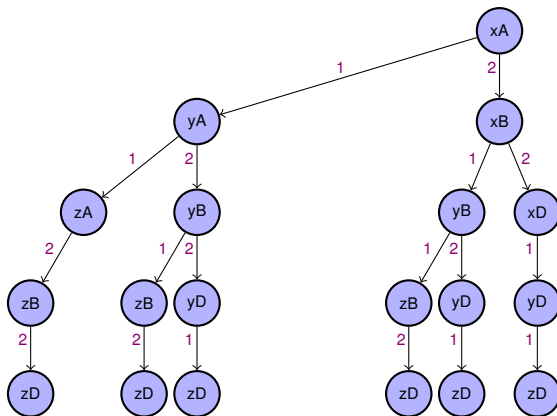 xA
1 2
yA xB
1 2 1 2
zA yB yB xD
2 1 2 1 2 1
zB zB yD zB yD yD
2 2 1 2 1 1
zD zD zD zD zD zD